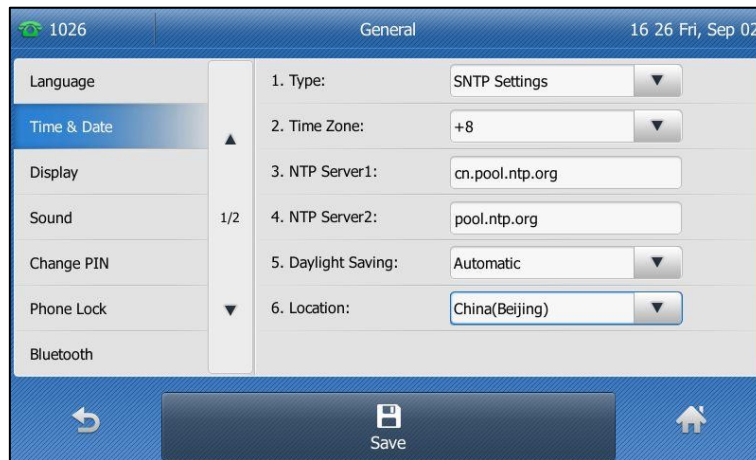 1026 General 16 26 Fri, Sep 02
Language
Time & Date
Display
Sound
Change PIN
Phone Lock
Bluetooth
1/2
1. Type: SNTP Settings
2. Time Zone: +8
3. NTP Server1: cn.pool.ntp.org
4. NTP Server2: pool.ntp.org
5. Daylight Saving: Automatic
6. Location: China(Beijing)
Save